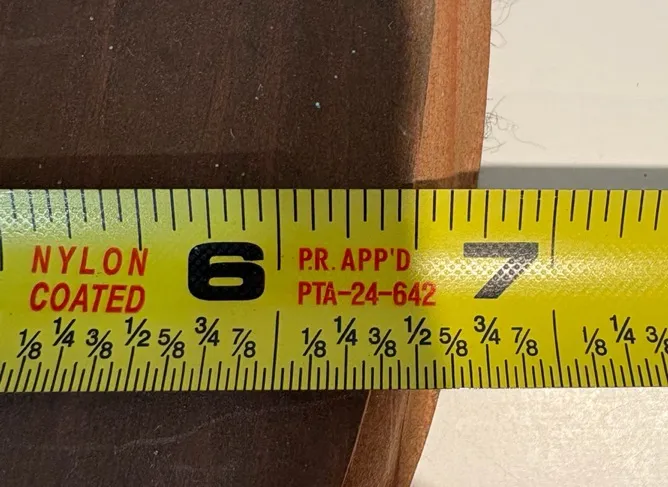 NYLON
COATED
6
P.R. APP'D
PTA-24-642
7
1/8 1/4 3/8 1/2 5/8 3/4 7/8 1/8 1/4 3/8 1/2 5/8 3/4 7/8 1/8 1/4 3/8